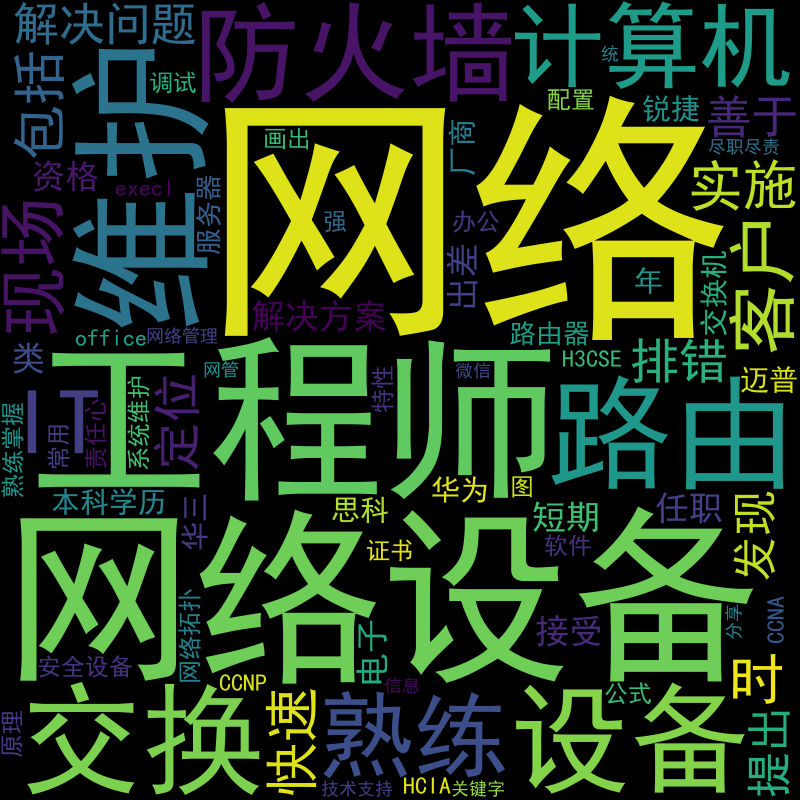 解决问题
防火墙
计算机
统
包括
维护
调试
配置
锐捷
善于
画出
厂商
尽职尽责
网络
资格
execl
服务器
强
办公
实施
现场
出差
年
交换机
客户
解决方案
office
网络管理
路由器
H3CSE
排错
迈普
类
网管
微信
工程师
路由
特性
熟练掌握
常用
责任心
系统维护
定位
本科学历
华三
思科
华为
图
短期
任职
发现
证书
软件
网络设备
接受
分享
CCNA
网络拓扑
电子
安全设备
CCNP
信息
公式
时
原理
交换
快速
熟练
设备
提出
技术支持
HCIA
关键字